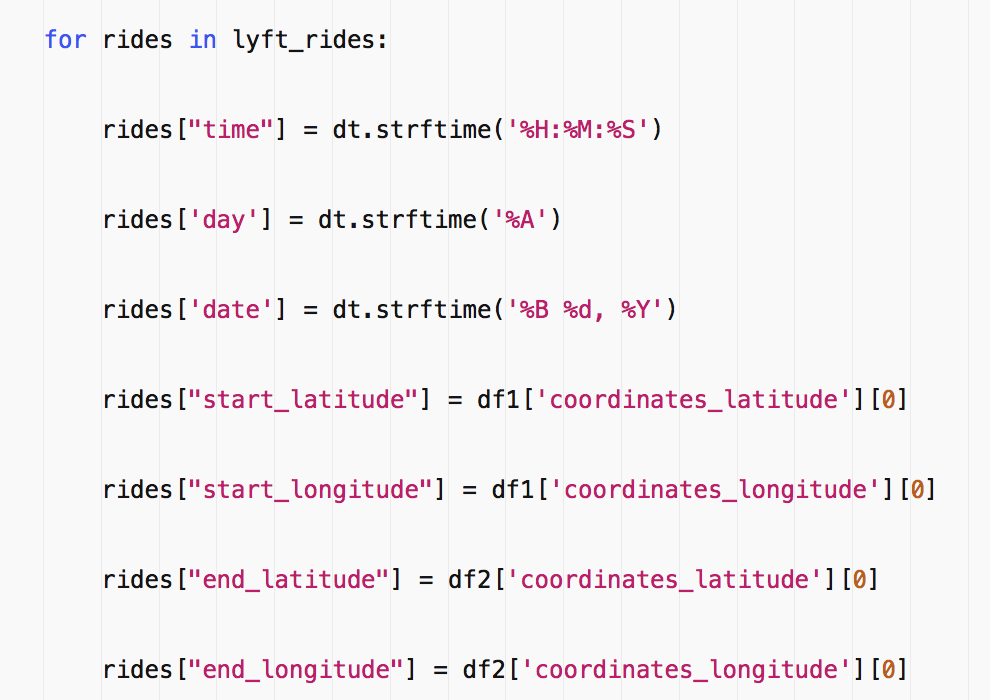 for rides in lyft_rides:
rides["time"] = dt.strftime('%H:%M:%S')
rides['day'] = dt.strftime('%A')
rides['date'] = dt.strftime('%B %d, %Y')
rides["start_latitude"] = df1['coordinates_latitude'][0]
rides["start_longitude"] = df1['coordinates_longitude'][0]
rides["end_latitude"] = df2['coordinates_latitude'][0]
rides["end_longitude"] = df2['coordinates_longitude'][0]